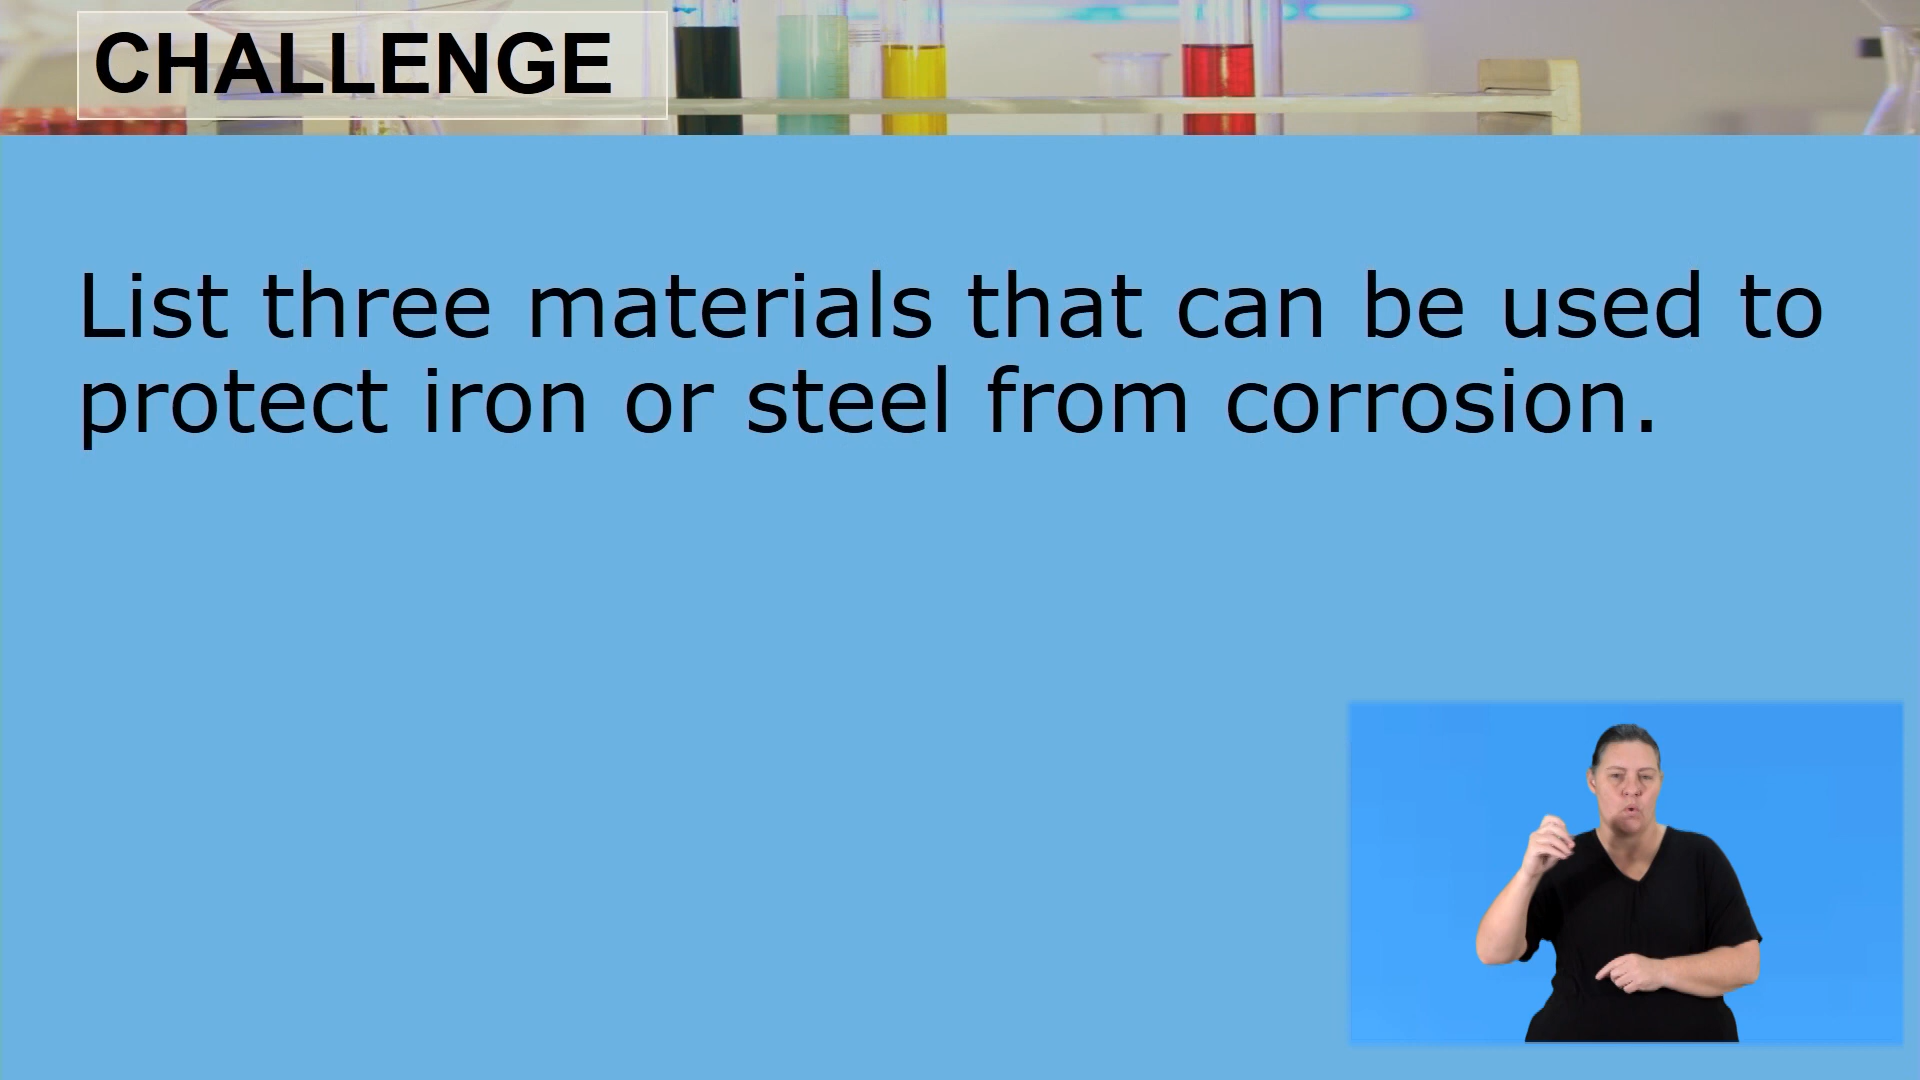 CHALLENGE
List three materials that can be used to
protect iron or steel from corrosion.